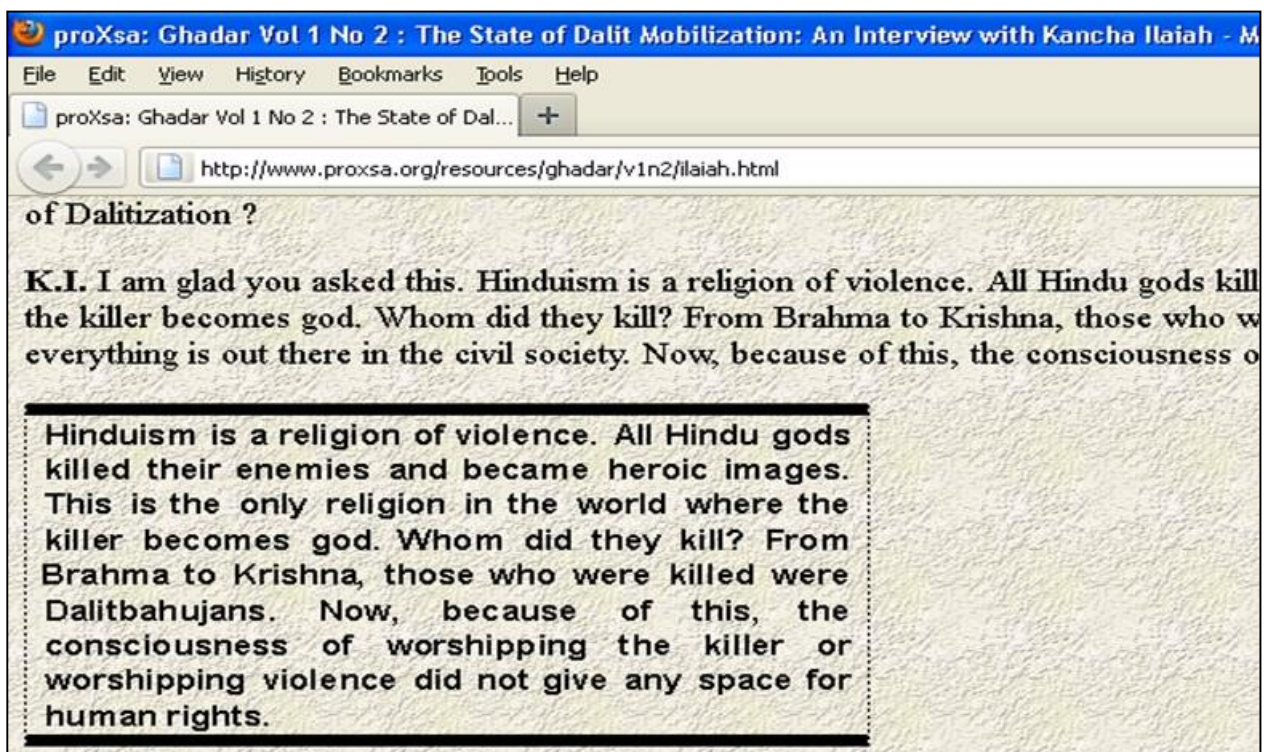 proXsa: Ghadar Vol 1 No 2 : The State of Dalit Mobilization: An Interview with Kancha Ilaiah - M
File Edit View History Bookmarks Tools Help
proXsa: Ghadar Vol 1 No 2 : The State of Dal... +
http://www.proxsa.org/resources/ghadar/v1n2/ilaiah.html
of Dalitization ?
K.I. I am glad you asked this. Hinduism is a religion of violence. All Hindu gods kill
the killer becomes god. Whom did they kill? From Brahma to Krishna, those who w
everything is out there in the civil society. Now, because of this, the consciousness o
Hinduism is a religion of violence. All Hindu gods
killed their enemies and became heroic images.
This is the only religion in the world where the
killer becomes god. Whom did they kill? From
Brahma to Krishna, those who were killed were
Dalitbahujans. Now, because of this, the
consciousness of worshipping the killer or
worshipping violence did not give any space for
human rights.